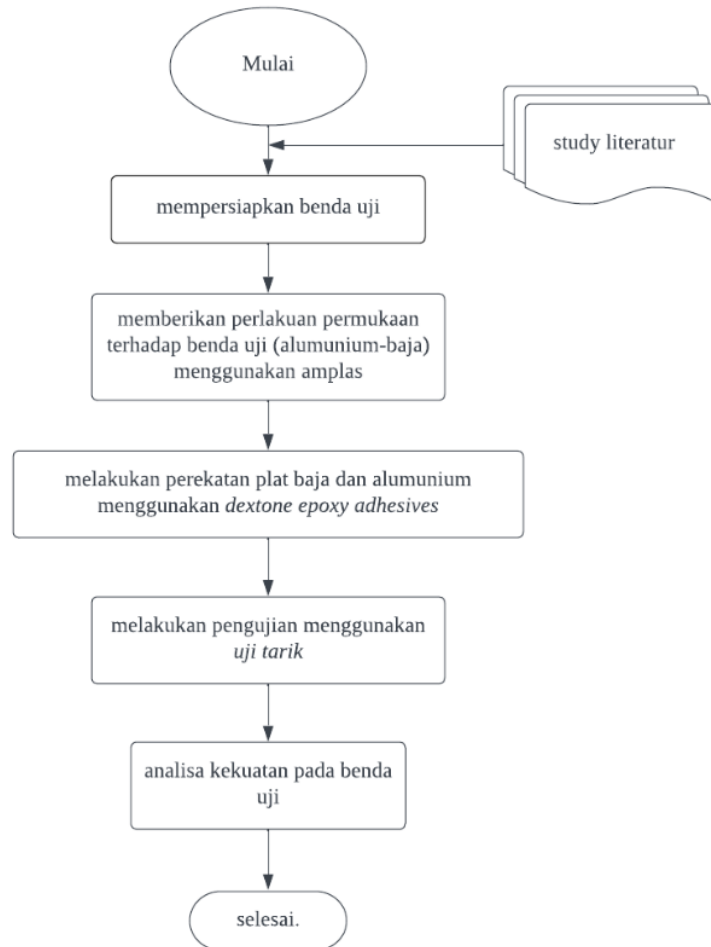 Mulai
study literatur
mempersiapkan benda uji
memberikan perlakuan permukaan
terhadap benda uji (alumunium-baja)
menggunakan amplas
melakukan perekatan plat baja dan alumunium
menggunakan dextone epoxy adhesives
melakukan pengujian menggunakan
uji tarik
analisa kekuatan pada benda
uji
selesai.